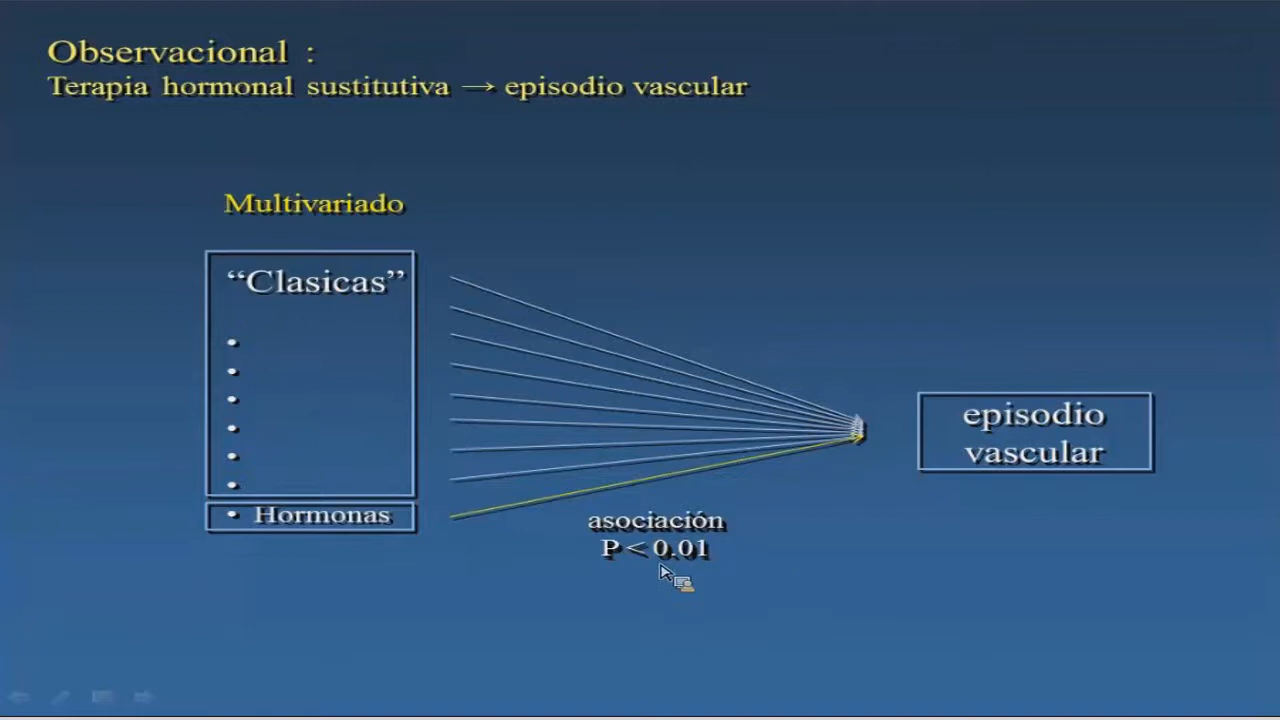 Observacional :
Terapia hormonal sustitutiva → episodio vascular
Multivariado
“Clasicas”
•
•
•
•
•
•
• Hormonas
episodio
vascular
asociación
P < 0.01